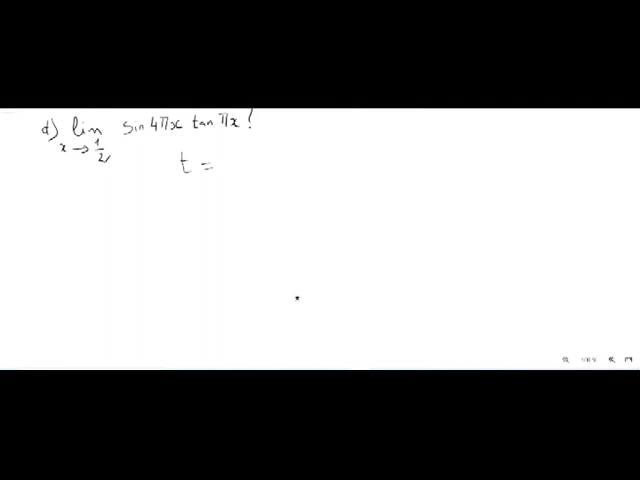 d) lim sin 4πx tan πx ?
x → 1/2
t =